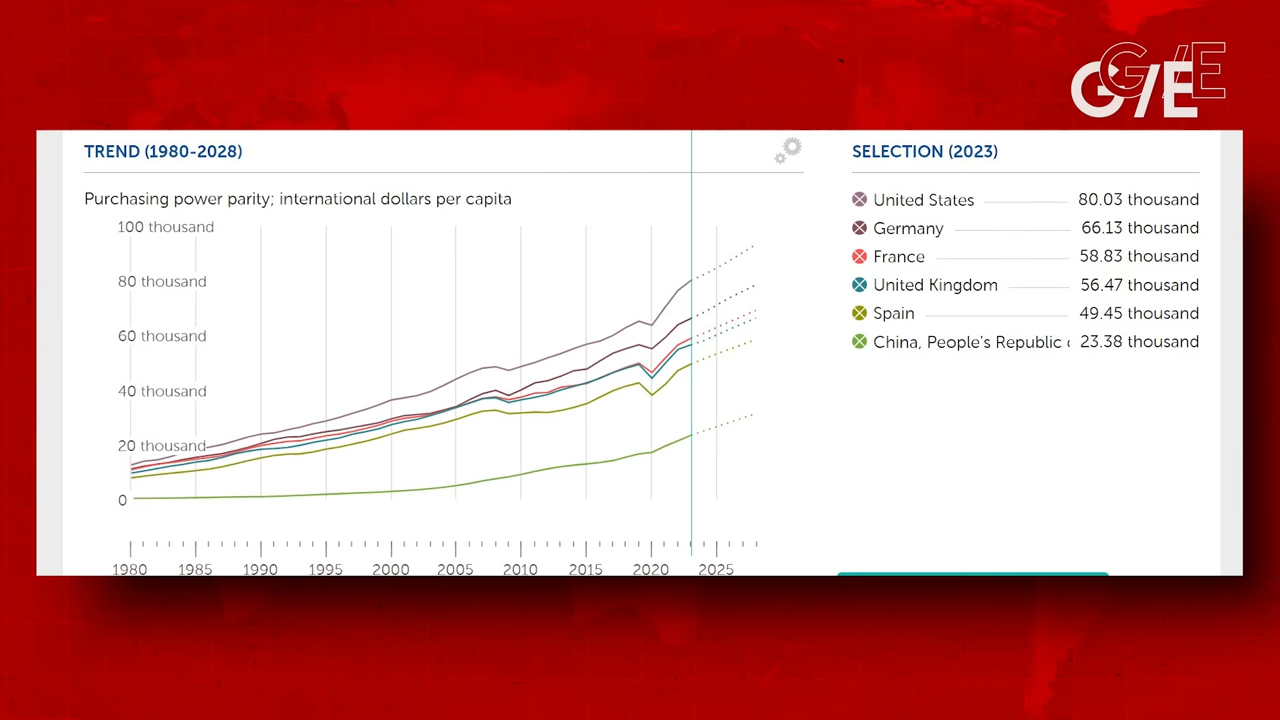 G/E
G/E
TREND (1980-2028)
Purchasing power parity; international dollars per capita
100 thousand
80 thousand
60 thousand
40 thousand
20 thousand
0
1980 1985 1990 1995 2000 2005 2010 2015 2020 2025
SELECTION (2023)
United States 80.03 thousand
Germany 66.13 thousand
France 58.83 thousand
United Kingdom 56.47 thousand
Spain 49.45 thousand
China, People's Republic 23.38 thousand